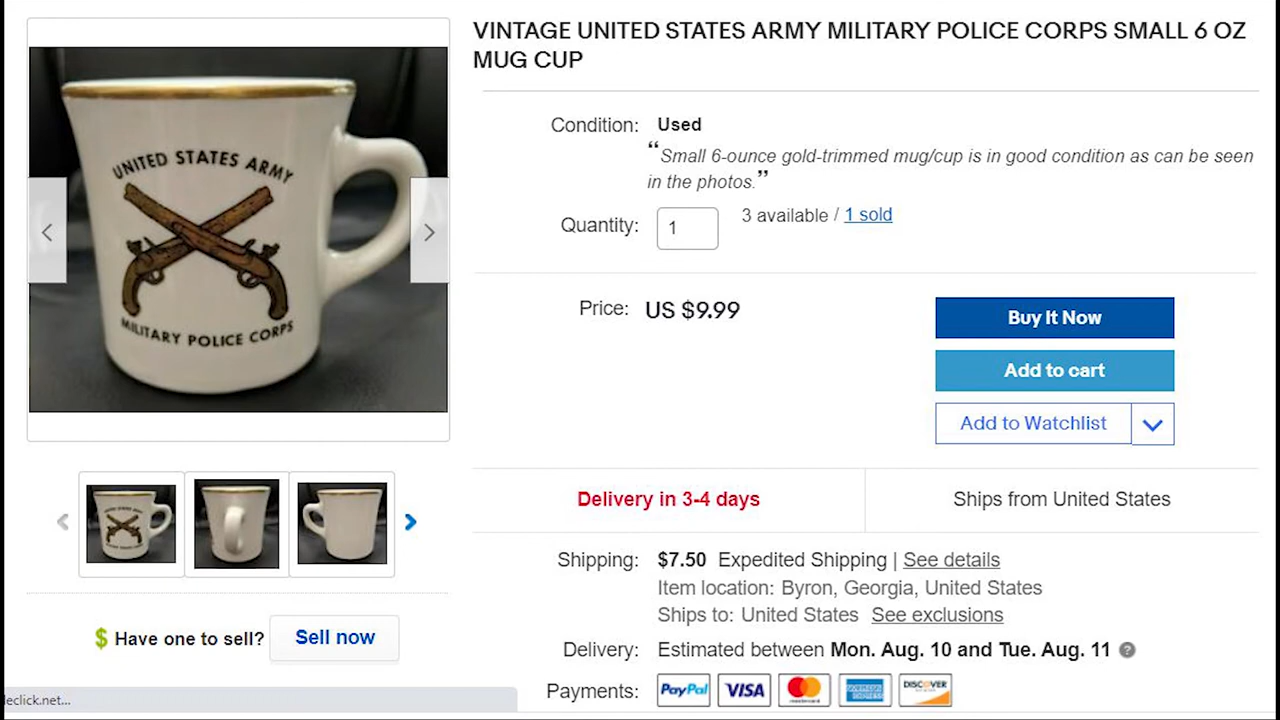 VINTAGE UNITED STATES ARMY MILITARY POLICE CORPS SMALL 6 OZ
MUG CUP
UNITED STATES ARMY
MILITARY POLICE CORPS
Condition: Used
“Small 6-ounce gold-trimmed mug/cup is in good condition as can be seen
in the photos.”
Quantity: 1 3 available / 1 sold
Price: US $9.99
Buy It Now
Add to cart
Add to Watchlist
Delivery in 3-4 days Ships from United States
Shipping: $7.50 Expedited Shipping | See details
Item location: Byron, Georgia, United States
Ships to: United States See exclusions
Delivery: Estimated between Mon. Aug. 10 and Tue. Aug. 11 ?
Payments: PayPal VISA mastercard AMERICAN EXPRESS DISCOVER
$ Have one to sell? Sell now
leclick.net...